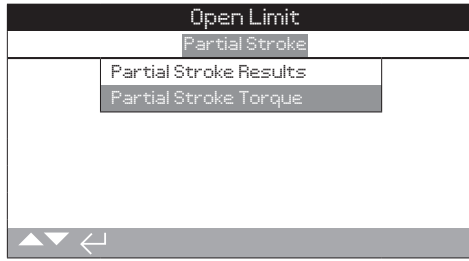 Open Limit
Partial Stroke
Partial Stroke Results
Partial Stroke Torque